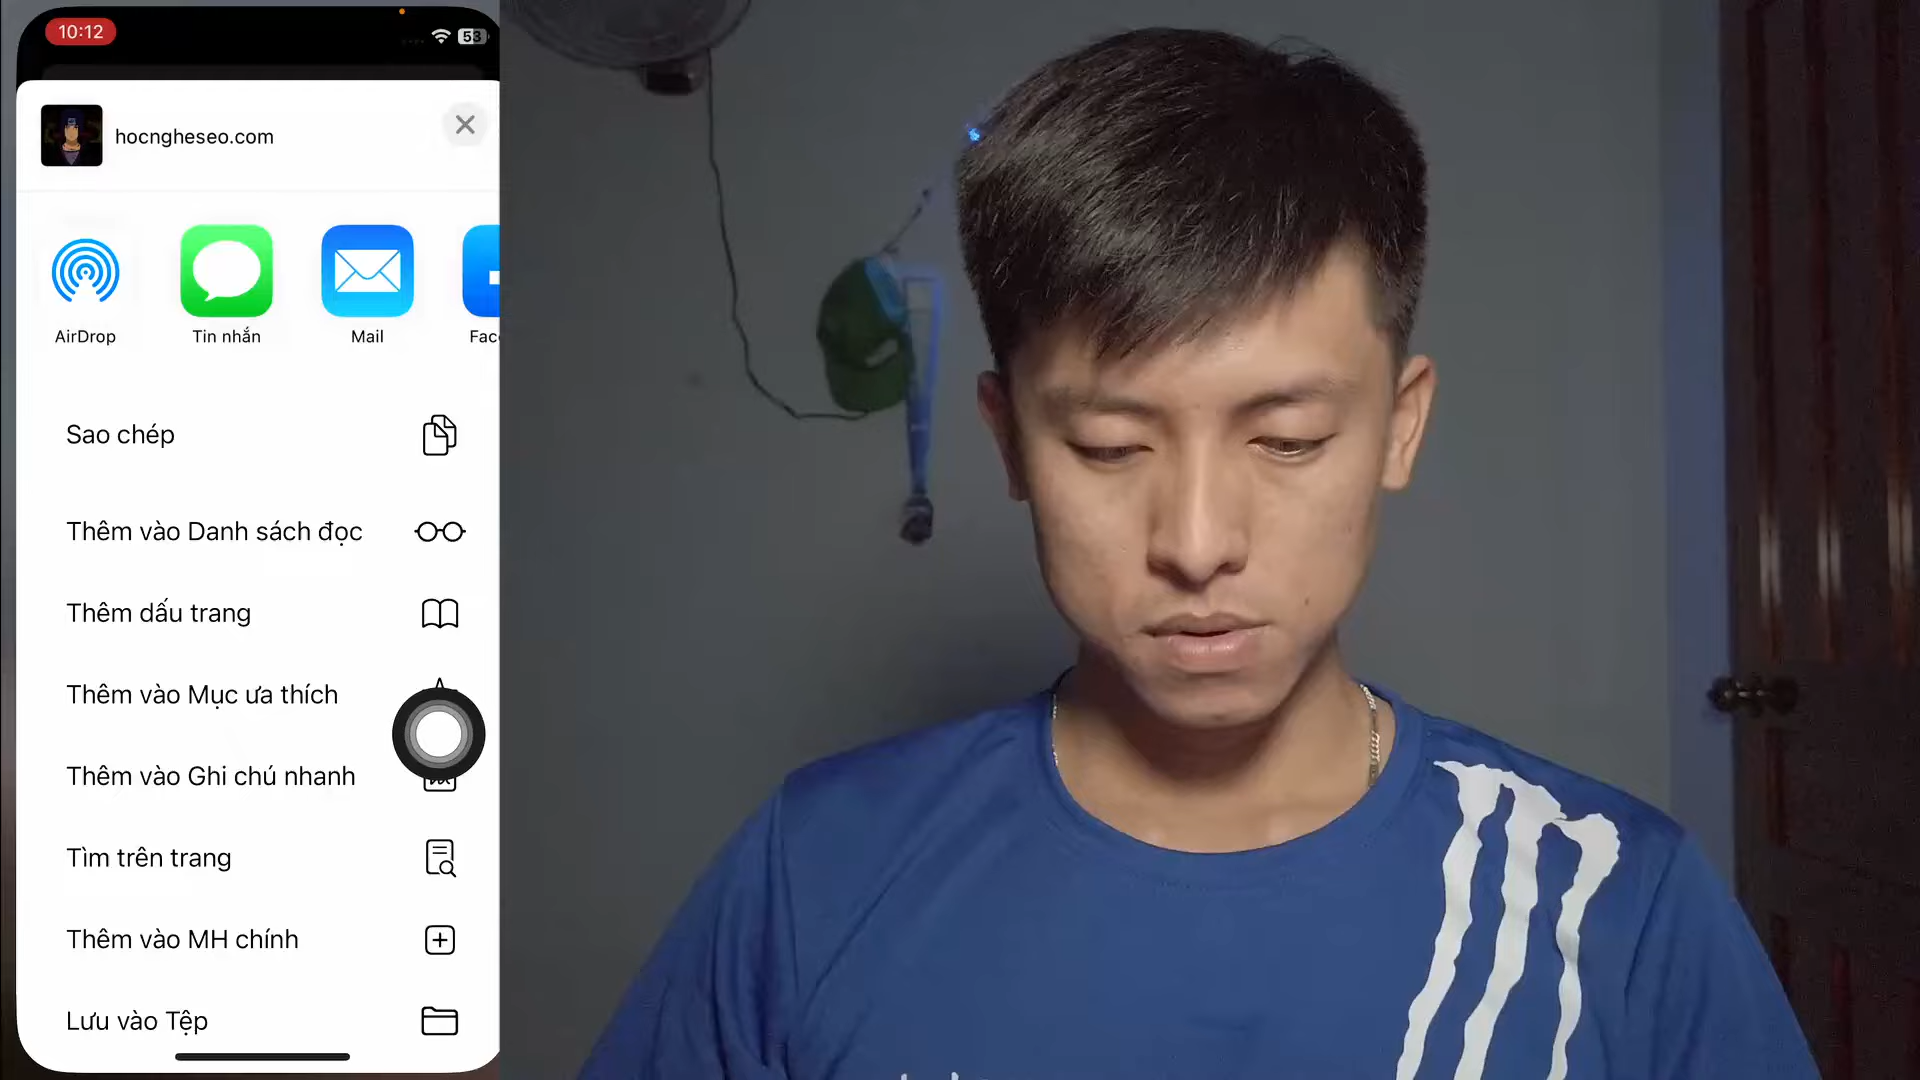 10:12
53
hocngheseo.com
AirDrop
Tin nhắn
Mail
Fac
Sao chép
Thêm vào Danh sách đọc
Thêm dấu trang
Thêm vào Mục ưa thích
Thêm vào Ghi chú nhanh
Tìm trên trang
Thêm vào MH chính
Lưu vào Tệp